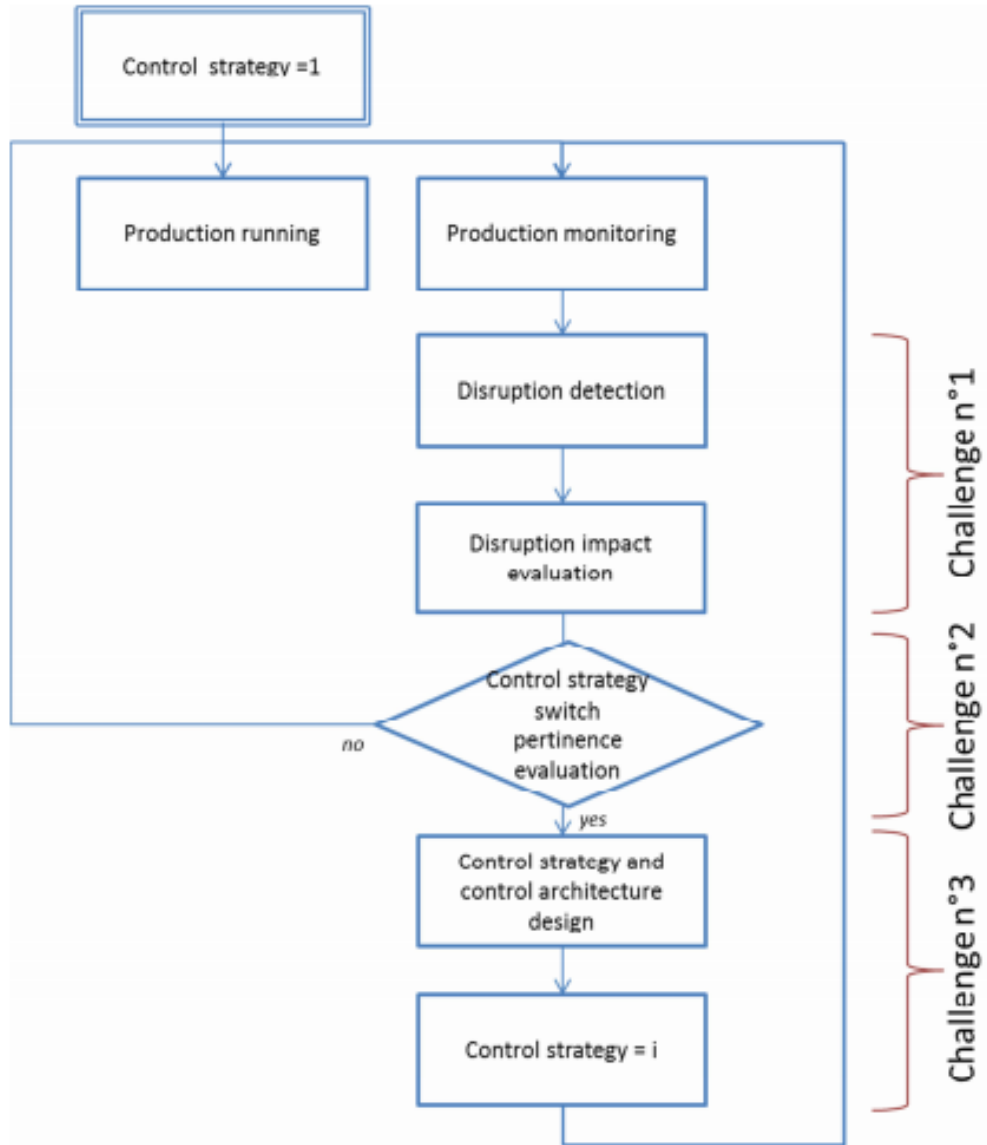 Control strategy =1
Production running
Production monitoring
Disruption detection
Disruption impact
evaluation
Challenge n°1
Control strategy
switch
pertinence
evaluation
no
yes
Challenge n°2
Control strategy and
control architecture
design
Control strategy = i
Challenge n°3